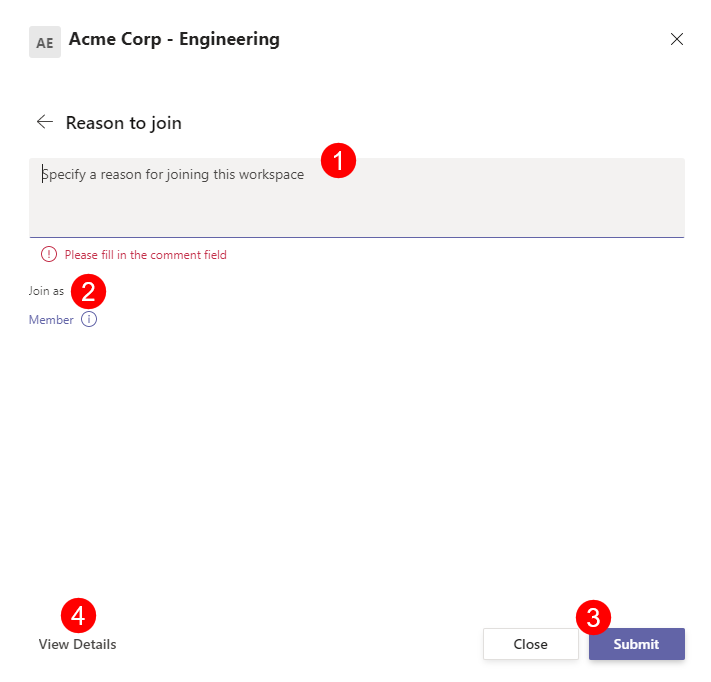 AE Acme Corp - Engineering
Reason to join
1
Specify a reason for joining this workspace
Please fill in the comment field
Join as 2
Member
4
View Details
3
Close
Submit